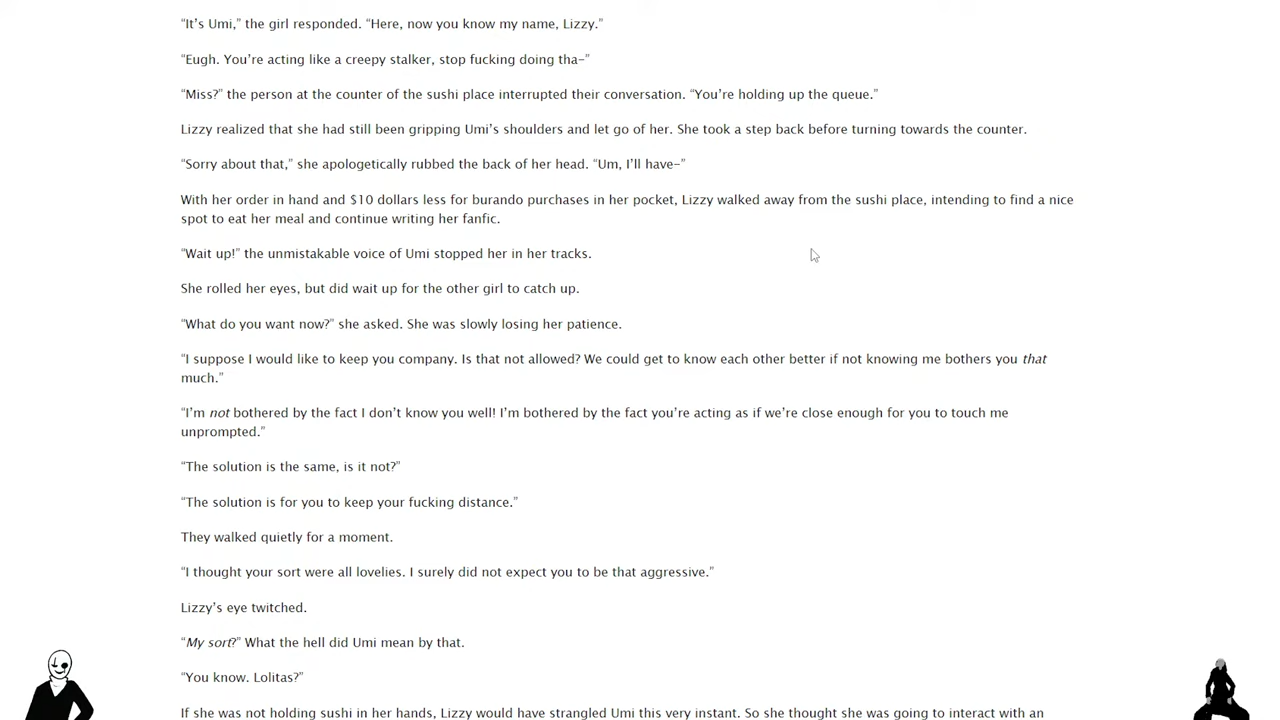 “It’s Umi,” the girl responded. “Here, now you know my name, Lizzy.”
“Eugh. You’re acting like a creepy stalker, stop fucking doing tha–”
“Miss?” the person at the counter of the sushi place interrupted their conversation. “You’re holding up the queue.”
Lizzy realized that she had still been gripping Umi’s shoulders and let go of her. She took a step back before turning towards the counter.
“Sorry about that,” she apologetically rubbed the back of her head. “Um, I’ll have–”
With her order in hand and $10 dollars less for burando purchases in her pocket, Lizzy walked away from the sushi place, intending to find a nice
spot to eat her meal and continue writing her fanfic.
“Wait up!” the unmistakable voice of Umi stopped her in her tracks.
She rolled her eyes, but did wait up for the other girl to catch up.
“What do you want now?” she asked. She was slowly losing her patience.
“I suppose I would like to keep you company. Is that not allowed? We could get to know each other better if not knowing me bothers you that
much.”
“I’m not bothered by the fact I don’t know you well! I’m bothered by the fact you’re acting as if we’re close enough for you to touch me
unprompted.”
“The solution is the same, is it not?”
“The solution is for you to keep your fucking distance.”
They walked quietly for a moment.
“I thought your sort were all lovelies. I surely did not expect you to be that aggressive.”
Lizzy’s eye twitched.
“My sort?” What the hell did Umi mean by that.
“You know. Lolitas?”
If she was not holding sushi in her hands, Lizzy would have strangled Umi this very instant. So she thought she was going to interact with an